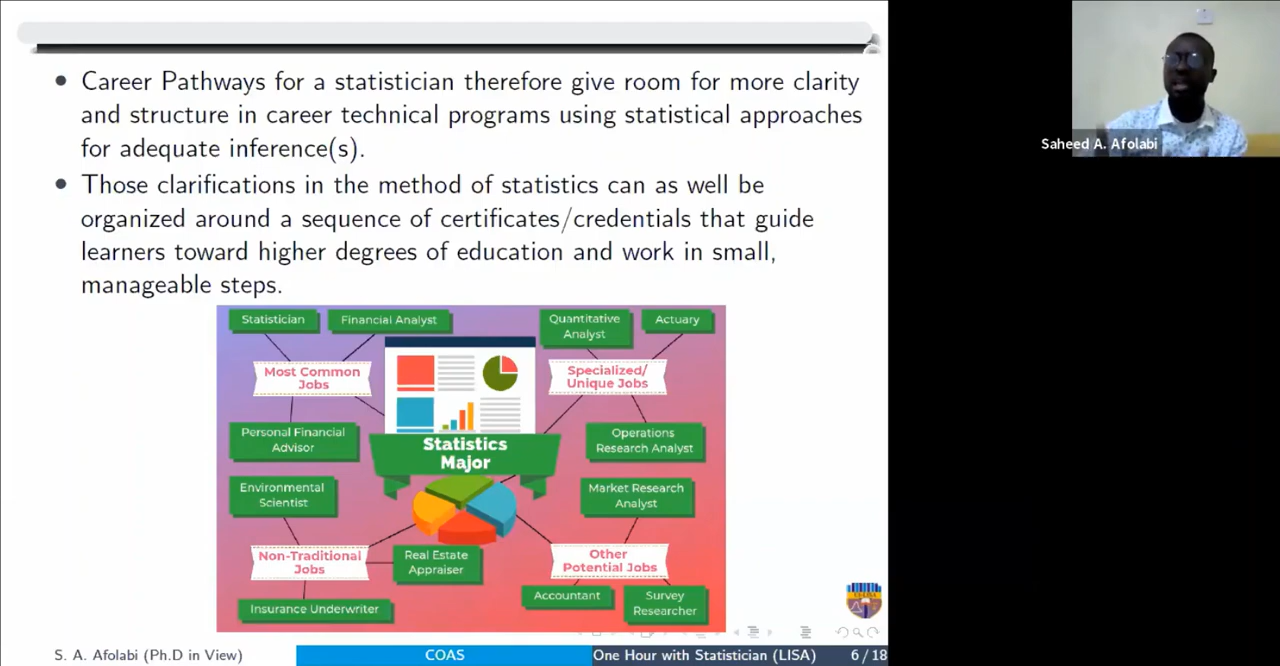 Career Pathways for a statistician therefore give room for more clarity
and structure in career technical programs using statistical approaches
for adequate inference(s).
Those clarifications in the method of statistics can as well be
organized around a sequence of certificates/credentials that guide
learners toward higher degrees of education and work in small,
manageable steps.
Statistician
Financial Analyst
Most Common
Jobs
Personal Financial
Advisor
Quantitative
Analyst
Actuary
Specialized/
Unique Jobs
Operations
Research Analyst
Statistics
Major
Environmental
Scientist
Non-Traditional
Jobs
Real Estate
Appraiser
Insurance Underwriter
Market Research
Analyst
Other
Potential Jobs
Accountant
Survey
Researcher
S. A. Afolabi (Ph.D in View)
COAS
One Hour with Statistician (LISA)
6 / 18
Saheed A. Afolabi